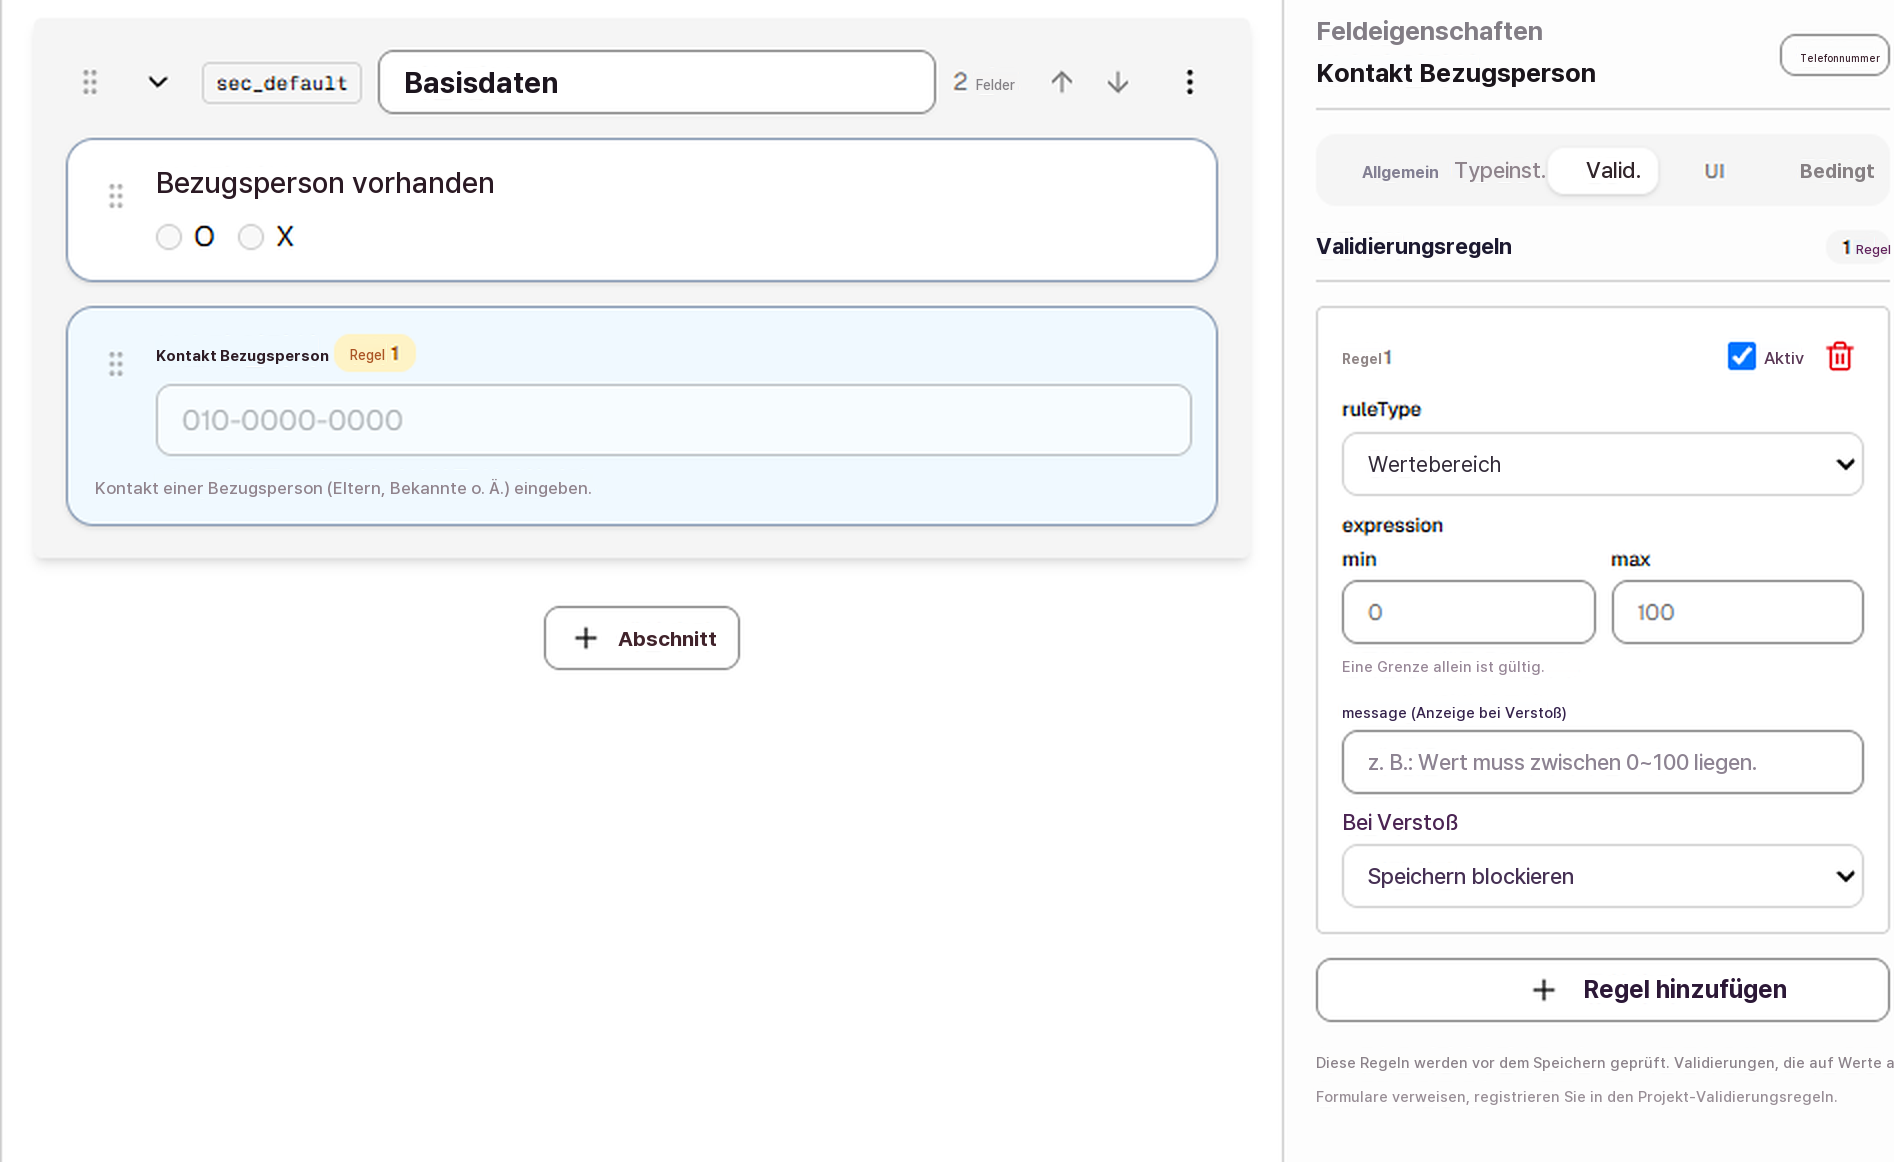 sec_default
Basisdaten
2 Felder
Bezugsperson vorhanden
O X
Kontakt Bezugsperson Regel 1
010-0000-0000
Kontakt einer Bezugsperson (Eltern, Bekannte o. Ä.) eingeben.
Abschnitt
Feldeigenschaften
Kontakt Bezugsperson
Telefonnummer
Allgemein Typeinst. Valid. UI Bedingt
Validierungsregeln
1 Regel
Regel 1
Aktiv
ruleType
Wertebereich
expression
min max
0 100
Eine Grenze allein ist gültig.
message (Anzeige bei Verstoß)
z. B.: Wert muss zwischen 0~100 liegen.
Bei Verstoß
Speichern blockieren
Regel hinzufügen
Diese Regeln werden vor dem Speichern geprüft. Validierungen, die auf Werte a
Formulare verweisen, registrieren Sie in den Projekt-Validierungsregeln.